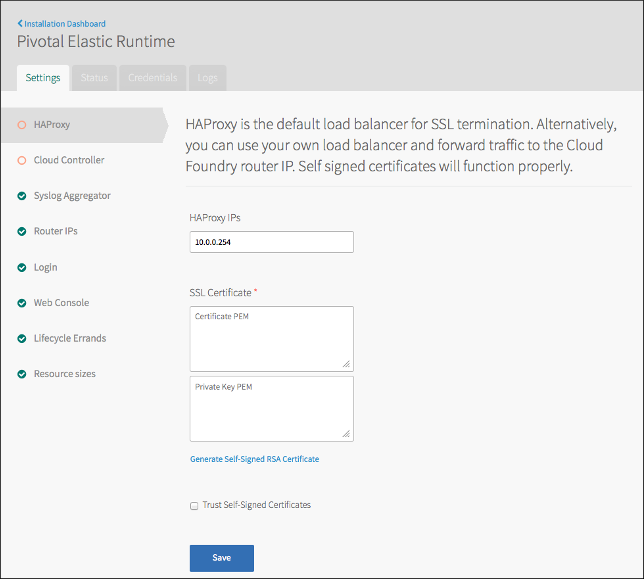 Installation Dashboard
Pivotal Elastic Runtime
Settings Status Credentials Logs
HAProxy
Cloud Controller
Syslog Aggregator
Router IPs
Login
Web Console
Lifecycle Errands
Resource sizes
HAProxy is the default load balancer for SSL termination. Alternatively,
you can use your own load balancer and forward traffic to the Cloud
Foundry router IP. Self signed certificates will function properly.
HAProxy IPs
10.0.0.254
SSL Certificate *
Certificate PEM
Private Key PEM
Generate Self-Signed RSA Certificate
Trust Self-Signed Certificates
Save